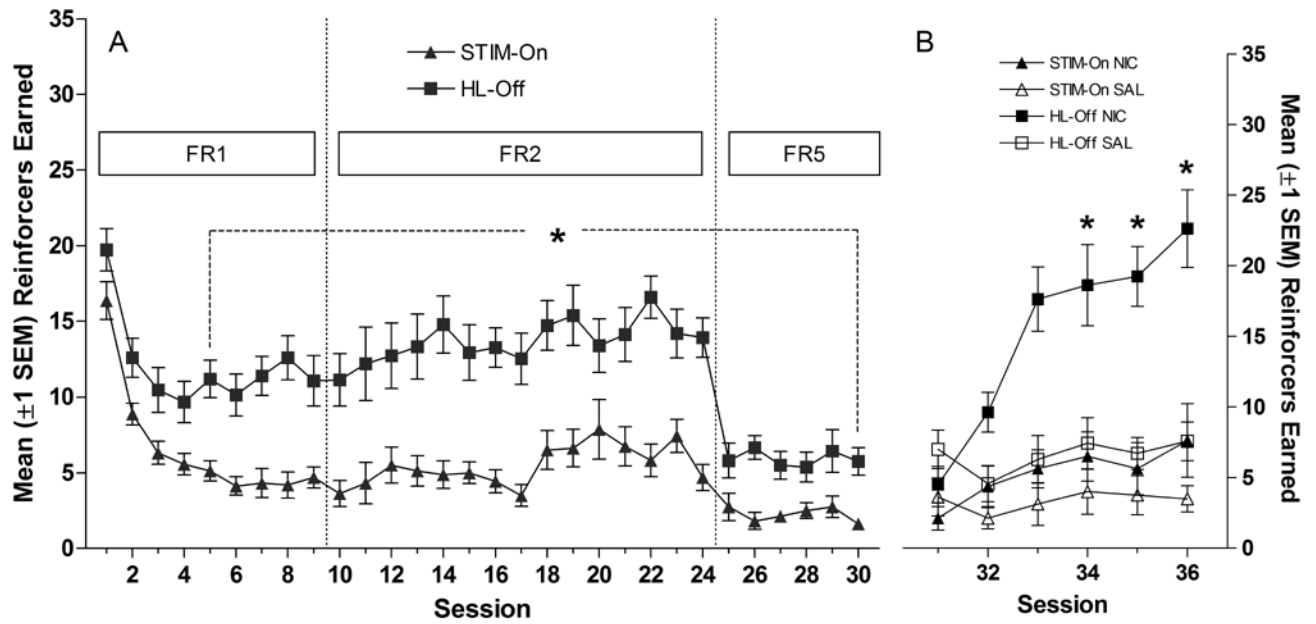 A
STIM-On
HL-Off
FR1
FR2
FR5
*
Mean (±1 SEM) Reinforcers Earned
35
30
25
20
15
10
5
0
2 4 6 8 10 12 14 16 18 20 22 24 26 28 30
Session
B
STIM-On NIC
STIM-On SAL
HL-Off NIC
HL-Off SAL
* * *
35
30
25
20
15
10
5
0
Mean (±1 SEM) Reinforcers Earned
32 34 36
Session